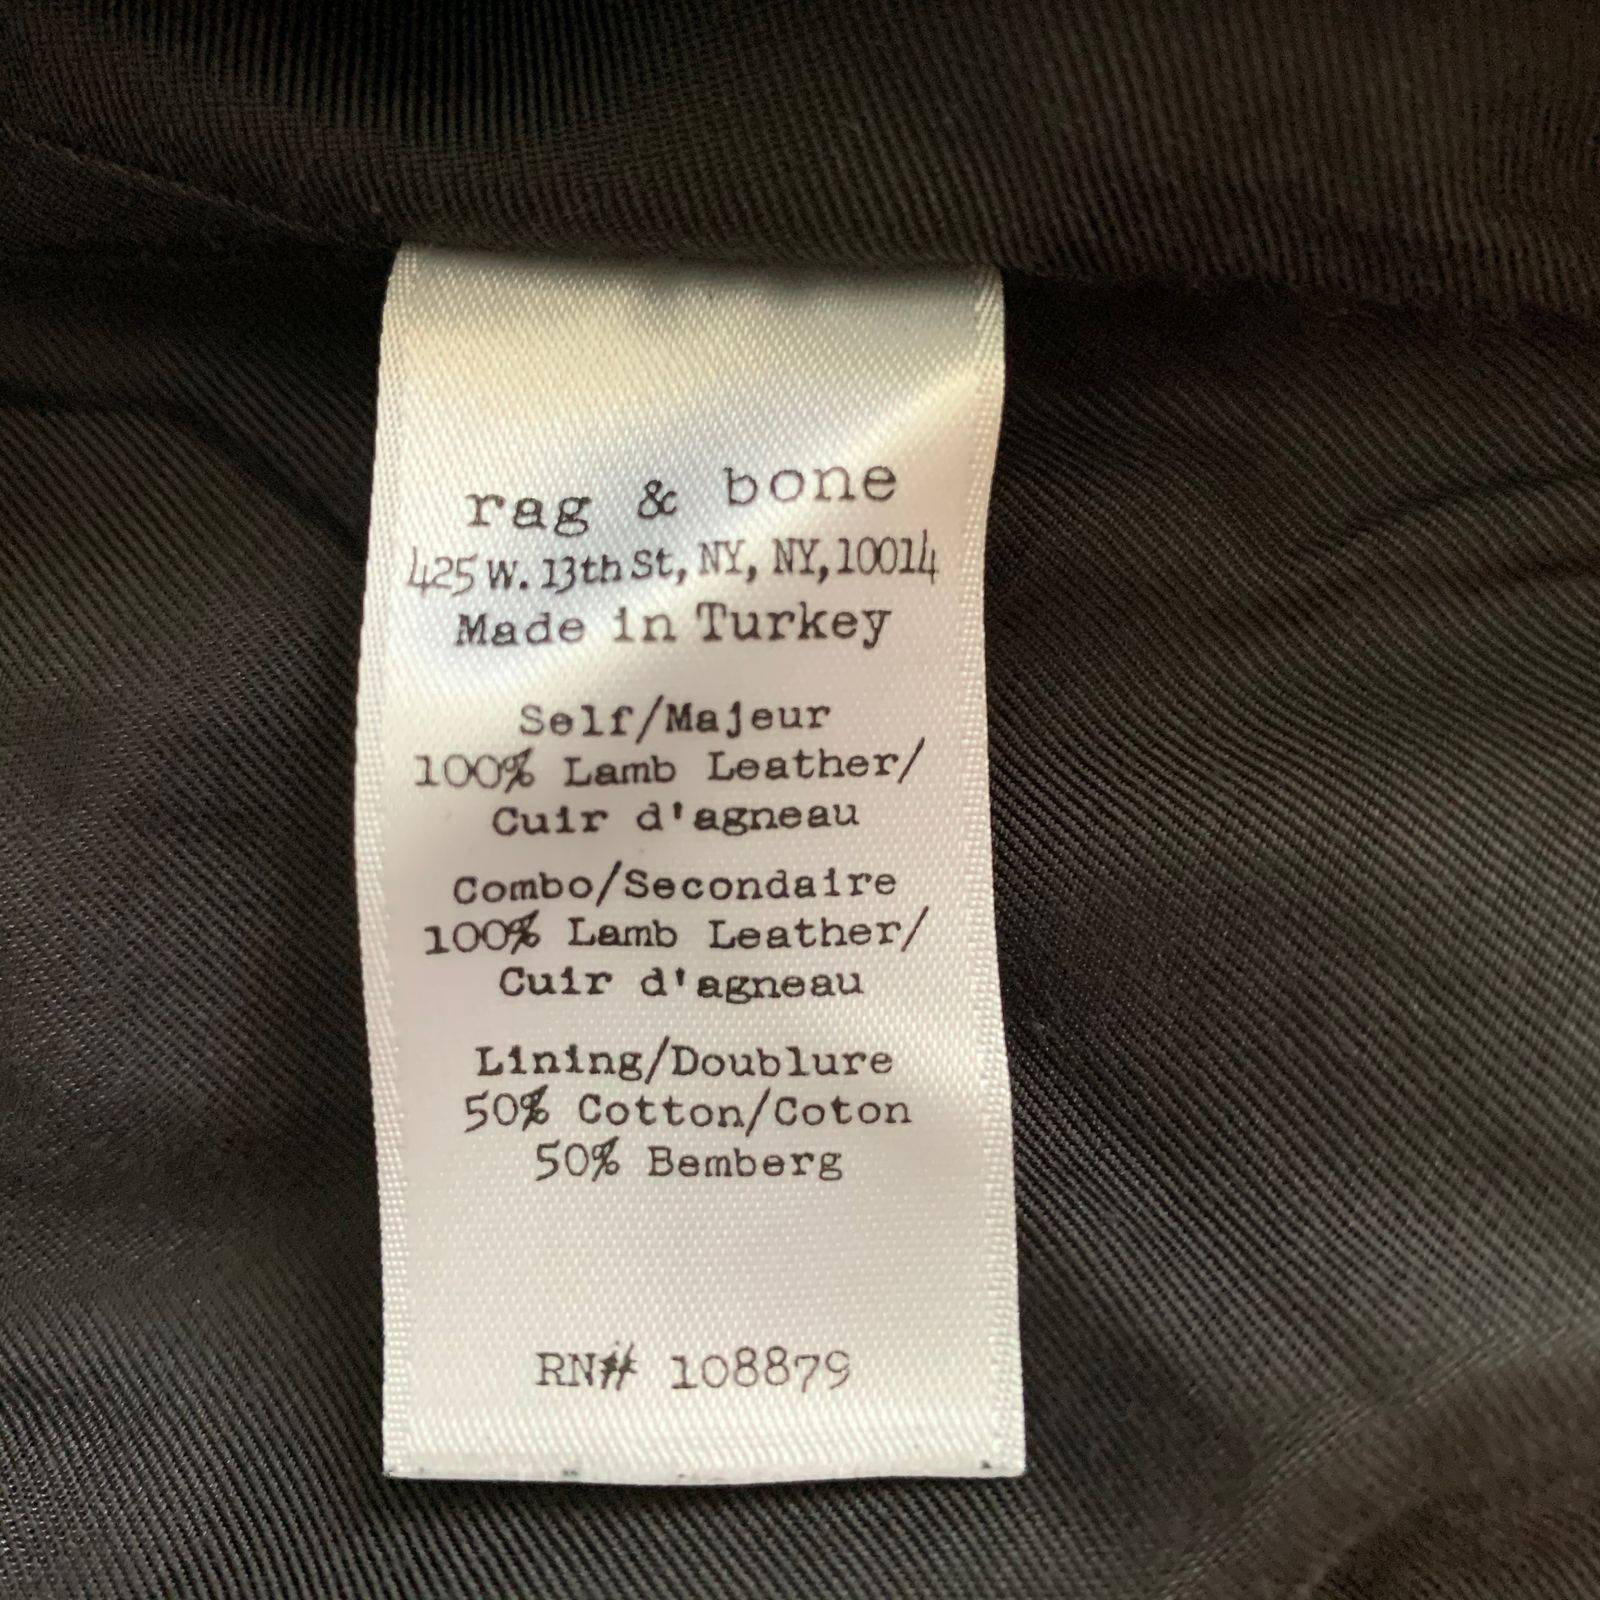 rag & bone
425 W. 13th St, NY, NY, 10014
Made in Turkey
Self/Majeur
100% Lamb Leather/
Cuir d'agneau
Combo/Secondaire
100% Lamb Leather/
Cuir d'agneau
Lining/Doublure
50% Cotton/Coton
50% Bemberg
RN# 108879